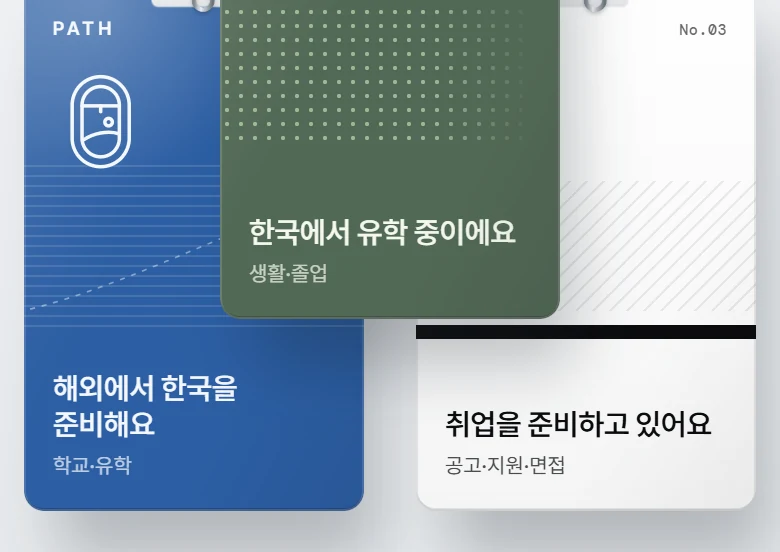 PATH
No.03
한국에서 유학 중이에요
생활·졸업
해외에서 한국을
준비해요
학교·유학
취업을 준비하고 있어요
공고·지원·면접